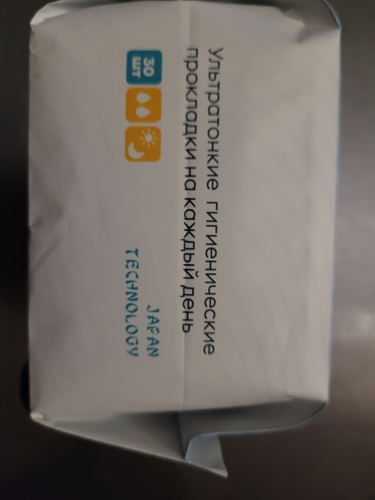 Ультратонкие гигиенические
прокладки на каждый день
30
шт
JAPAN
TECHNOLOGY